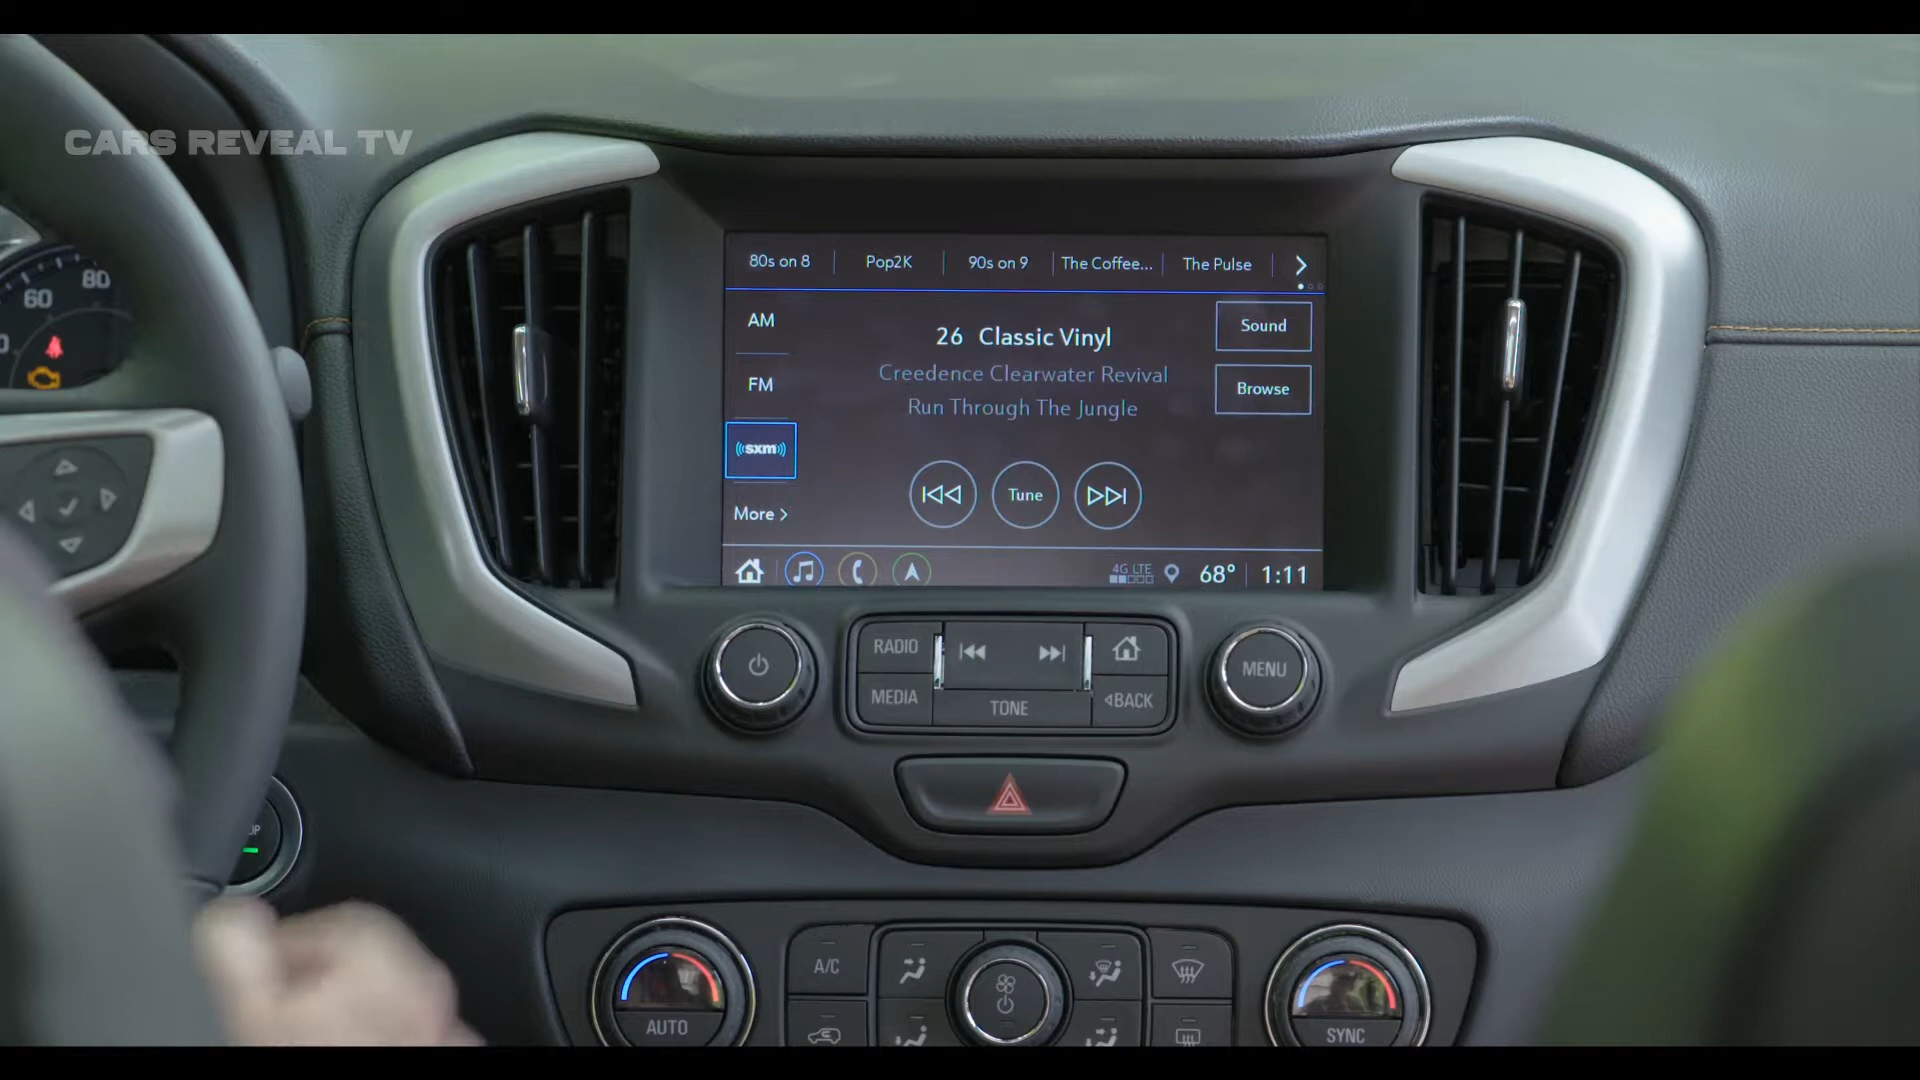 CARS REVEAL TV
80s on 8
Pop2K
90s on 9
The Coffee...
The Pulse
AM
26 Classic Vinyl
Sound
Creedence Clearwater Revival
FM
Browse
Run Through The Jungle
((sxm))
Tune
More >
4G LTE
68°
1:11
60
80
RADIO
MENU
MEDIA
TONE
BACK
A/C
AUTO
SYNC